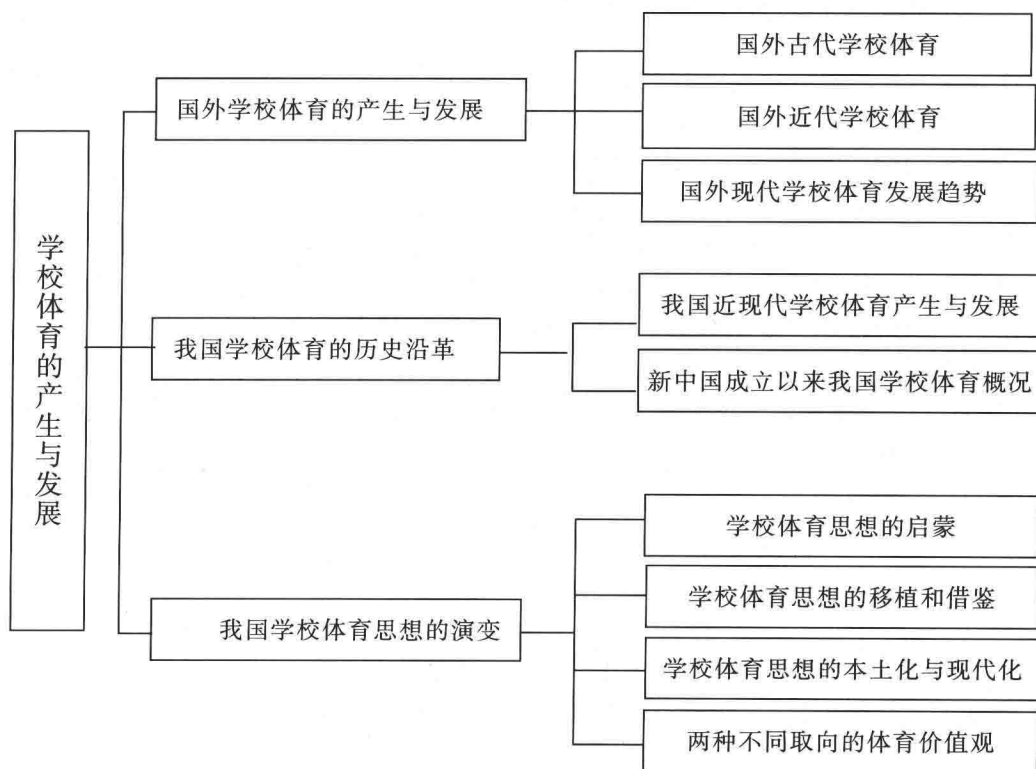 学校体育的产生与发展
国外学校体育的产生与发展
国外古代学校体育
国外近代学校体育
国外现代学校体育发展趋势
我国学校体育的历史沿革
我国近现代学校体育产生与发展
新中国成立以来我国学校体育概况
我国学校体育思想的演变
学校体育思想的启蒙
学校体育思想的移植和借鉴
学校体育思想的本土化与现代化
两种不同取向的体育价值观